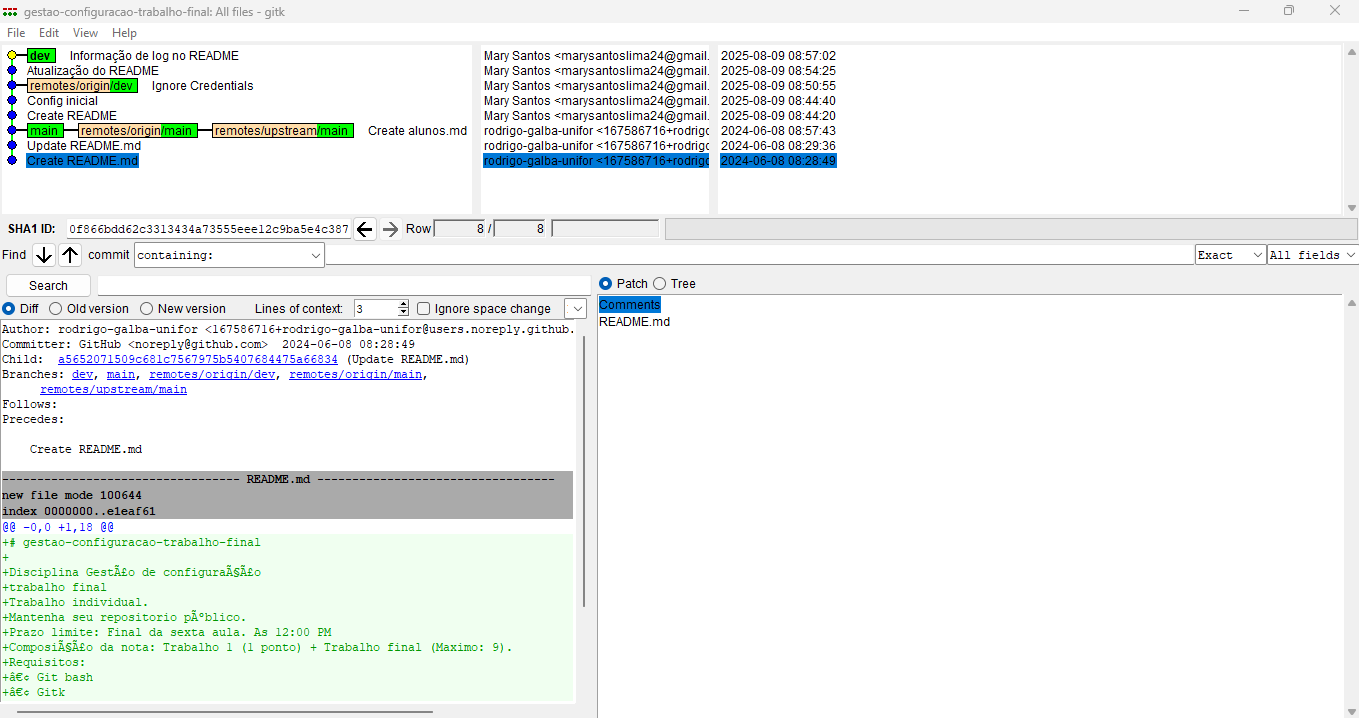 gestao-configuracao-trabalho-final: All files - gitk
File Edit View Help
dev Informação de log no README Mary Santos <marysantoslima24@gmail. 2025-08-09 08:57:02
Atualização do README Mary Santos <marysantoslima24@gmail. 2025-08-09 08:54:25
remotes/origin/dev Ignore Credentials Mary Santos <marysantoslima24@gmail. 2025-08-09 08:50:55
Config inicial Mary Santos <marysantoslima24@gmail. 2025-08-09 08:44:40
Create README Mary Santos <marysantoslima24@gmail. 2025-08-09 08:44:20
main remotes/origin/main remotes/upstream/main Create alunos.md rodrigo-galba-unifor <167586716+rodrigo 2024-06-08 08:57:43
Update README.md rodrigo-galba-unifor <167586716+rodrigo 2024-06-08 08:29:36
Create README.md rodrigo-galba-unifor <167586716+rodrigo 2024-06-08 08:28:49
SHA1 ID: 0f866bdd62c3313434a73555eee12c9ba5e4c387 Row 8 / 8
Find commit containing: Exact All fields
Search
Patch Tree
Diff Old version New version Lines of context: 3 Ignore space change
Comments
README.md
Author: rodrigo-galba-unifor <167586716+rodrigo-galba-unifor@users.noreply.github.
Committer: GitHub <noreply@github.com> 2024-06-08 08:28:49
Child: a5652071509c681c7567975b5407684475a66834 (Update README.md)
Branches: dev, main, remotes/origin/dev, remotes/origin/main,
remotes/upstream/main
Follows:
Precedes:
Create README.md
---------------------------------- README.md ----------------------------------
new file mode 100644
index 0000000..e1eaf61
@@ -0,0 +1,18 @@
+# gestao-configuracao-trabalho-final
+
+Disciplina GestÃ£o de configuraÃ§Ã£o
+trabalho final
+Trabalho individual.
+Mantenha seu repositorio pÃºblico.
+Prazo limite: Final da sexta aula. As 12:00 PM
+ComposiÃ§Ã£o da nota: Trabalho 1 (1 ponto) + Trabalho final (Maximo: 9).
+Requisitos:
+â€¢ Git bash
+â€¢ Gitk